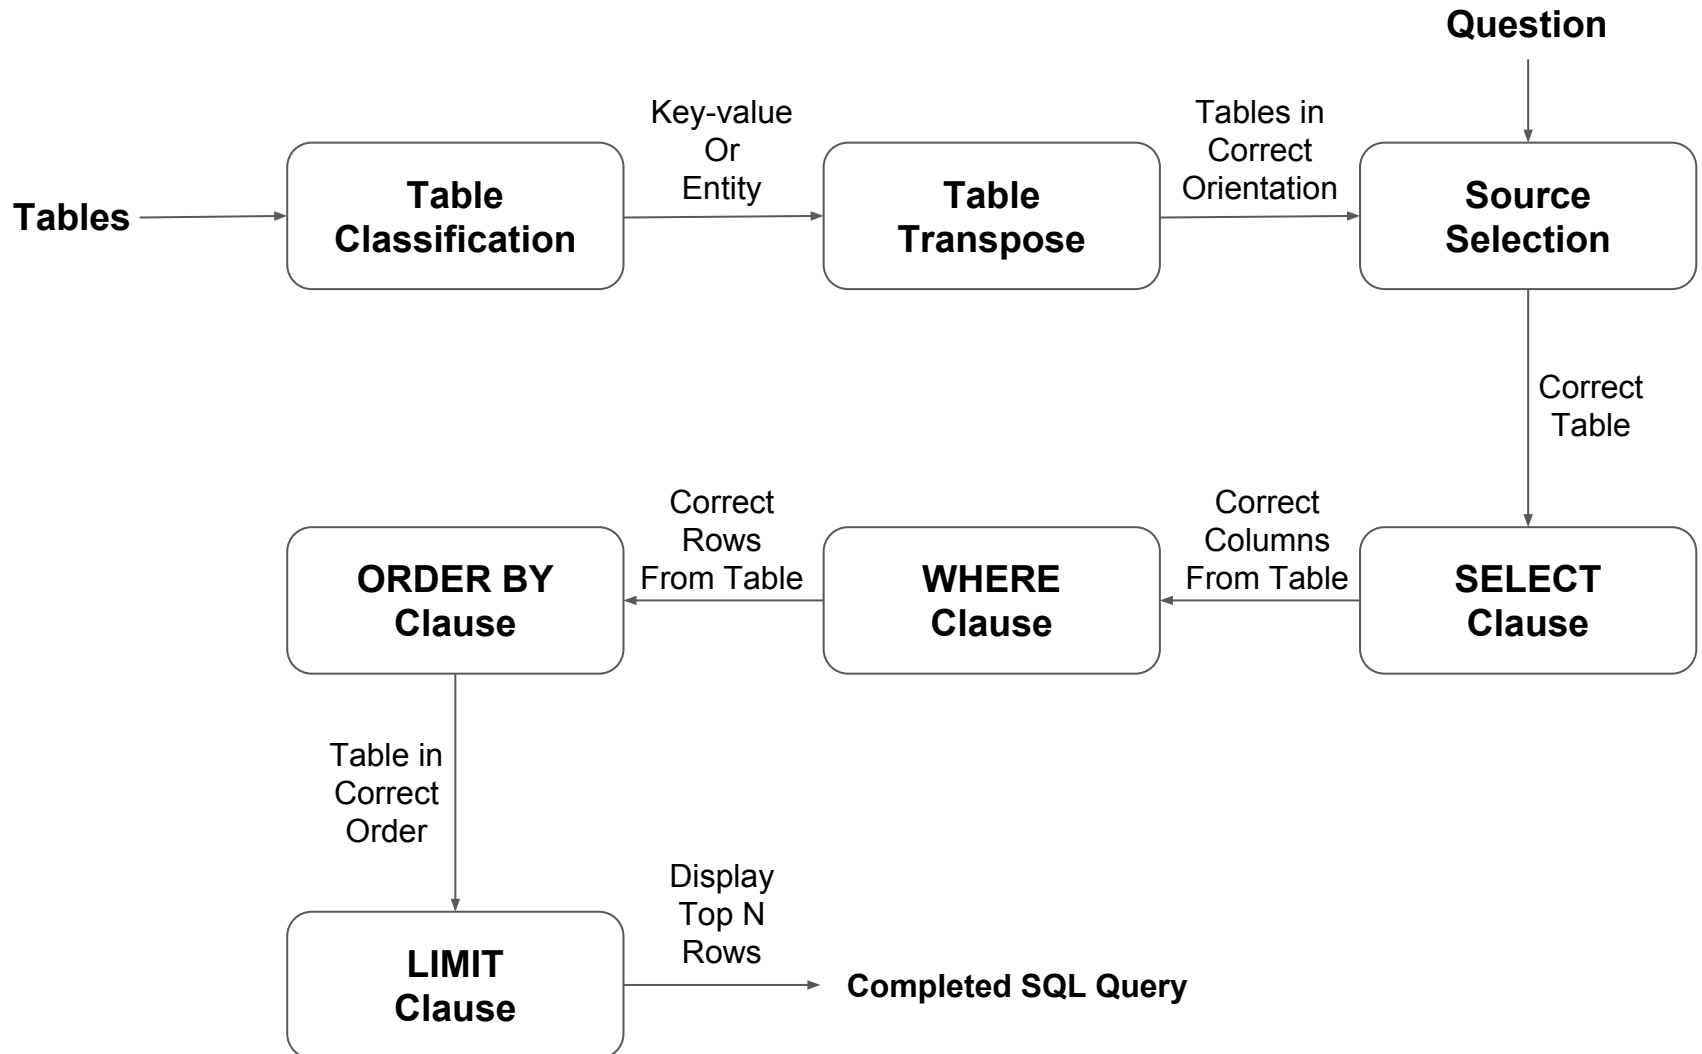 Question
Tables
Table
Classification
Key-value
Or
Entity
Table
Transpose
Tables in
Correct
Orientation
Source
Selection
Correct
Table
SELECT
Clause
Correct
Columns
From Table
WHERE
Clause
Correct
Rows
From Table
ORDER BY
Clause
Table in
Correct
Order
LIMIT
Clause
Display
Top N
Rows
Completed SQL Query